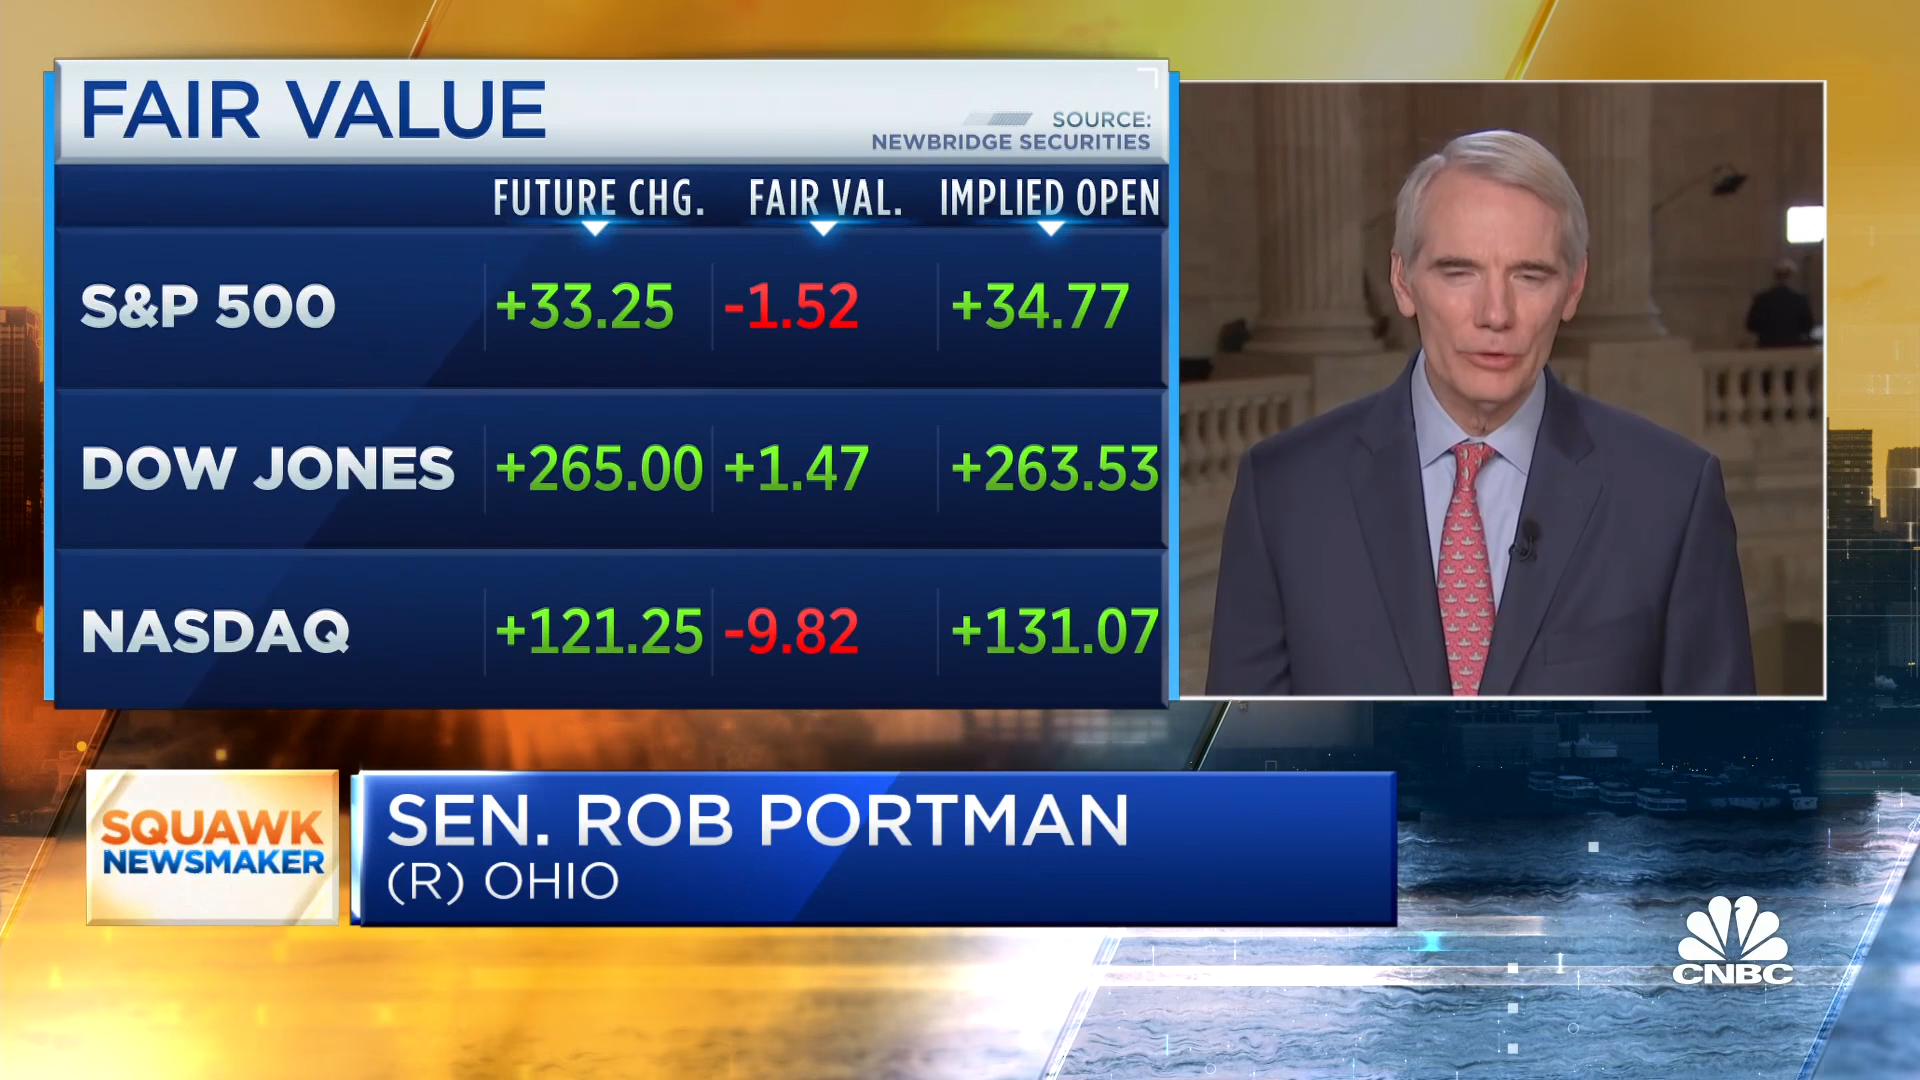 FAIR VALUE
SOURCE:
NEWBRIDGE SECURITIES
FUTURE CHG. FAIR VAL. IMPLIED OPEN
S&P 500 +33.25 -1.52 +34.77
DOW JONES +265.00 +1.47 +263.53
NASDAQ +121.25 -9.82 +131.07
SQUAWK
NEWSMAKER
SEN. ROB PORTMAN
(R) OHIO
CNBC